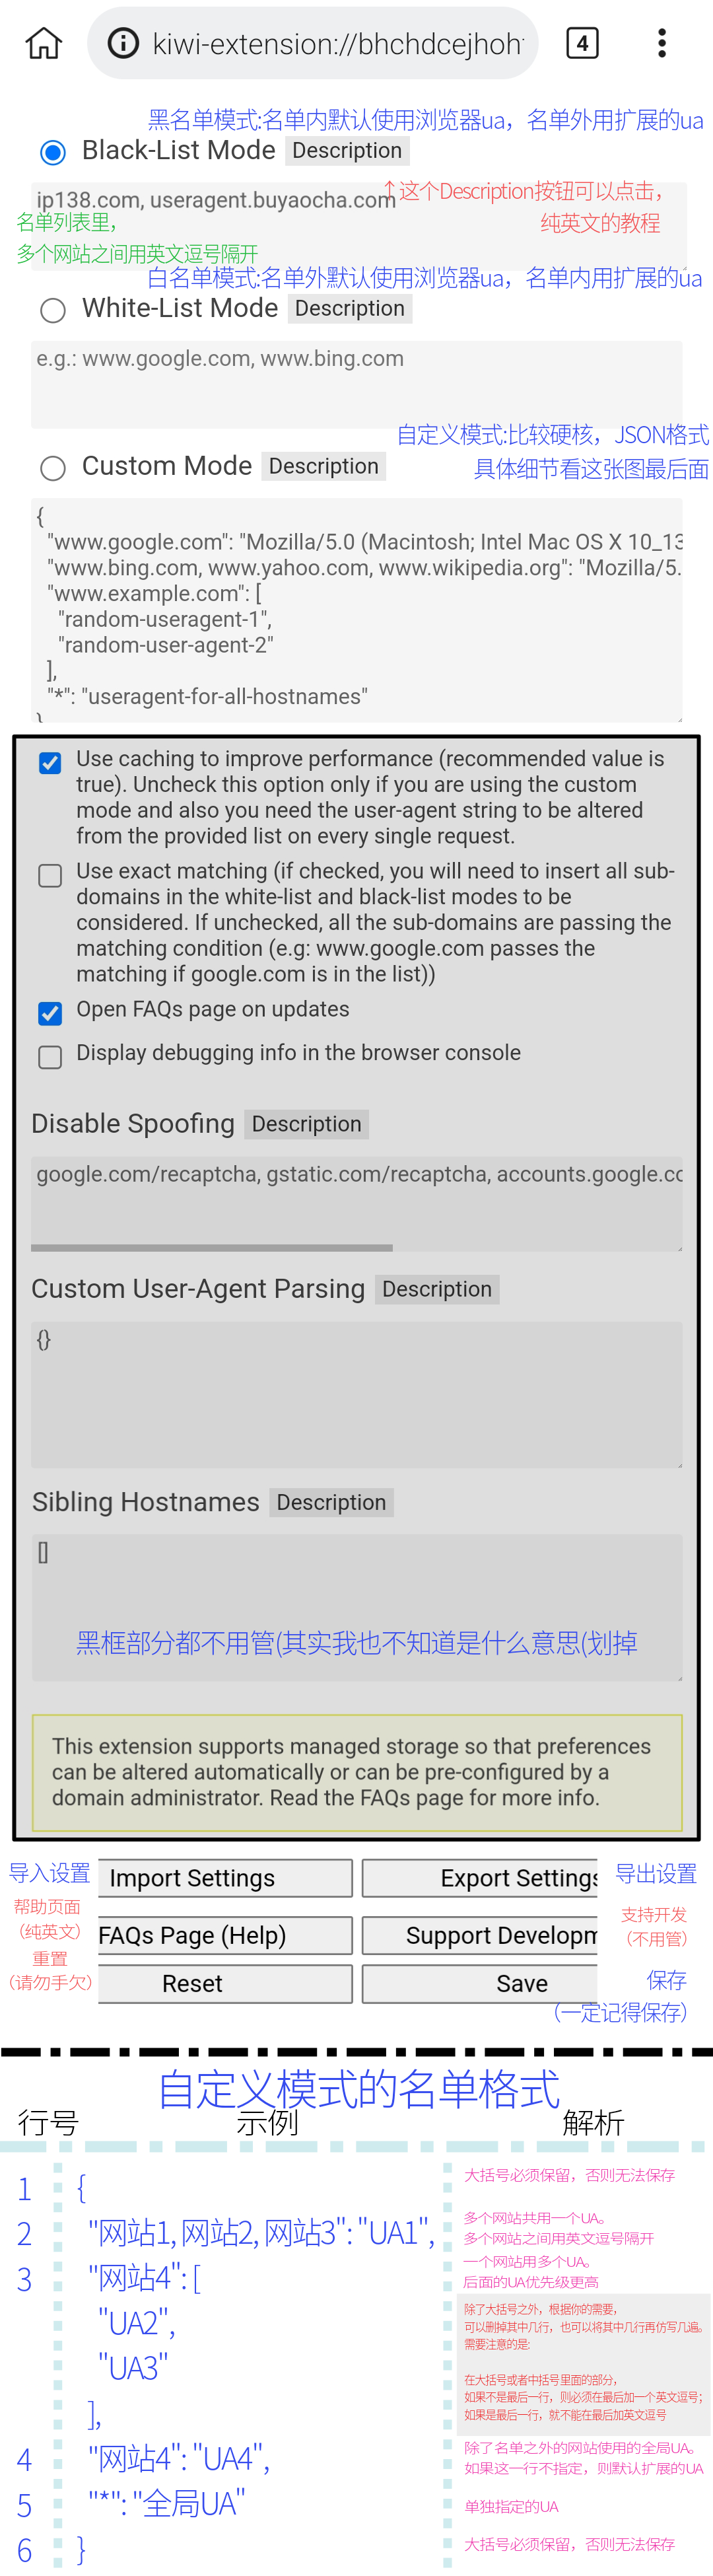 kiwi-extension://bhchdcejhoh
4
黑名单模式:名单内默认使用浏览器ua，名单外用扩展的ua
Black-List Mode Description
ip138.com, useragent.buyaocha.com
↑这个Description按钮可以点击，
纯英文的教程
名单列表里，
多个网站之间用英文逗号隔开
白名单模式:名单外默认使用浏览器ua，名单内用扩展的ua
White-List Mode Description
e.g.: www.google.com, www.bing.com
自定义模式:比较硬核，JSON格式
具体细节看这张图最后面
Custom Mode Description
{
"www.google.com": "Mozilla/5.0 (Macintosh; Intel Mac OS X 10_13
"www.bing.com, www.yahoo.com, www.wikipedia.org": "Mozilla/5.
"www.example.com": [
"random-useragent-1",
"random-user-agent-2"
],
"*": "useragent-for-all-hostnames"
}
Use caching to improve performance (recommended value is
true). Uncheck this option only if you are using the custom
mode and also you need the user-agent string to be altered
from the provided list on every single request.
Use exact matching (if checked, you will need to insert all sub-
domains in the white-list and black-list modes to be
considered. If unchecked, all the sub-domains are passing the
matching condition (e.g: www.google.com passes the
matching if google.com is in the list))
Open FAQs page on updates
Display debugging info in the browser console
Disable Spoofing Description
google.com/recaptcha, gstatic.com/recaptcha, accounts.google.co
Custom User-Agent Parsing Description
{}
Sibling Hostnames Description
[]
黑框部分都不用管(其实我也不知道是什么意思(划掉
This extension supports managed storage so that preferences
can be altered automatically or can be pre-configured by a
domain administrator. Read the FAQs page for more info.
导入设置 Import Settings Export Settings 导出设置
帮助页面
（纯英文）
FAQs Page (Help) Support Developm
支持开发
（不用管）
重置
（请勿手欠）
Reset Save
保存
（一定记得保存）
自定义模式的名单格式
行号 示例 解析
1 { 大括号必须保留，否则无法保存
2 "网站1, 网站2, 网站3": "UA1",
多个网站共用一个UA。
多个网站之间用英文逗号隔开
3 "网站4": [
一个网站用多个UA。
后面的UA优先级更高
"UA2",
"UA3"
],
除了大括号之外，根据你的需要，
可以删掉其中几行，也可以将其中几行再仿写几遍。
需要注意的是:
在大括号或者中括号里面的部分，
如果不是最后一行，则必须在最后加一个英文逗号；
如果是最后一行，就不能在最后加英文逗号
4 "网站4": "UA4",
除了名单之外的网站使用的全局UA。
如果这一行不指定，则默认扩展的UA
5 "*": "全局UA" 单独指定的UA
6 } 大括号必须保留，否则无法保存